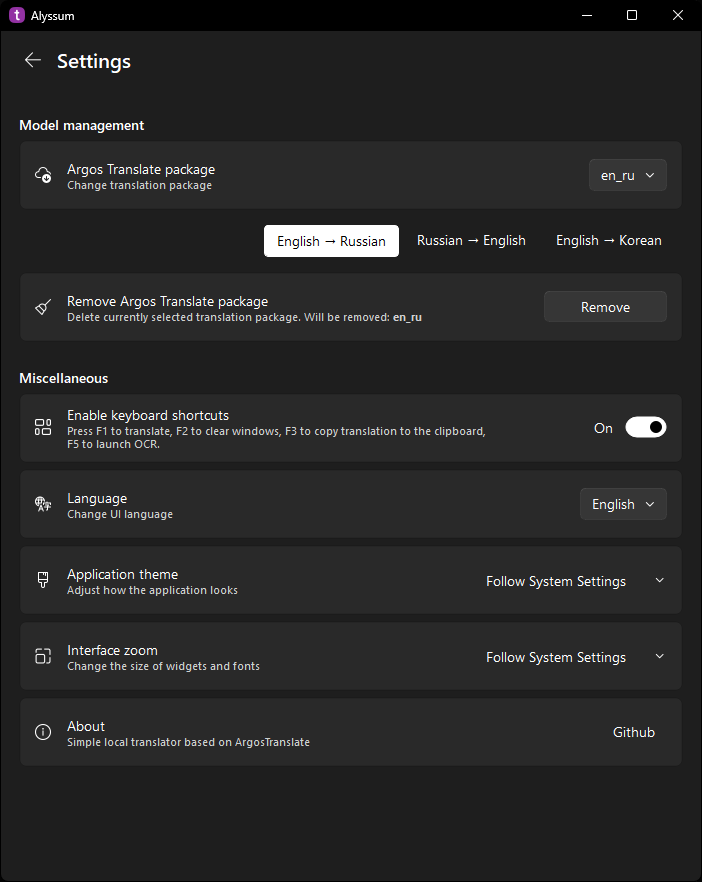 t Alyssum
Settings
Model management
Argos Translate package
Change translation package
en_ru
English → Russian
Russian → English
English → Korean
Remove Argos Translate package
Delete currently selected translation package. Will be removed: en_ru
Remove
Miscellaneous
Enable keyboard shortcuts
Press F1 to translate, F2 to clear windows, F3 to copy translation to the clipboard,
F5 to launch OCR.
On
Language
Change UI language
English
Application theme
Adjust how the application looks
Follow System Settings
Interface zoom
Change the size of widgets and fonts
Follow System Settings
About
Simple local translator based on ArgosTranslate
Github